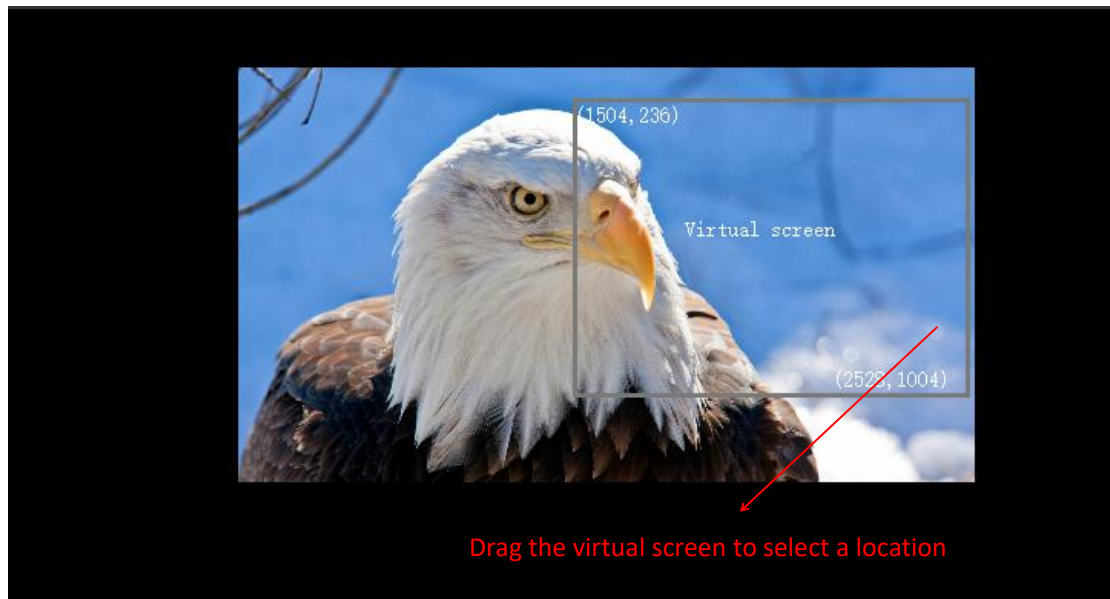 (1504, 236)
Virtual screen
(2528, 1004)
Drag the virtual screen to select a location